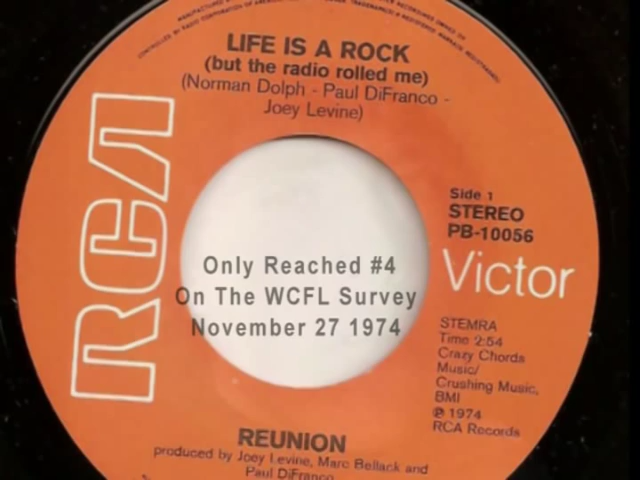 LIFE IS A ROCK
(but the radio rolled me)
(Norman Dolph - Paul DiFranco -
Joey Levine)
RCA
Side 1
STEREO
PB-10056
Victor
Only Reached #4
On The WCFL Survey
November 27 1974
STEMRA
Time 2:54
Crazy Chords
Music/
Crushing Music,
BMI
℗ 1974
RCA Records
REUNION
produced by Joey Levine, Marc Bellack and
Paul DiFranco